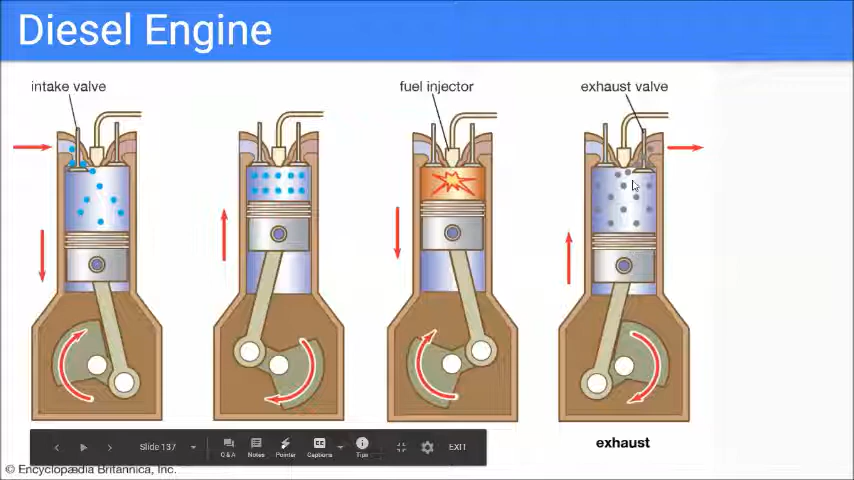 Diesel Engine
intake valve
fuel injector
exhaust valve
exhaust
Slide 137
Q & A
Notes
Pointer
CC
Captions
Tips
EXIT
© Encyclopædia Britannica, Inc.